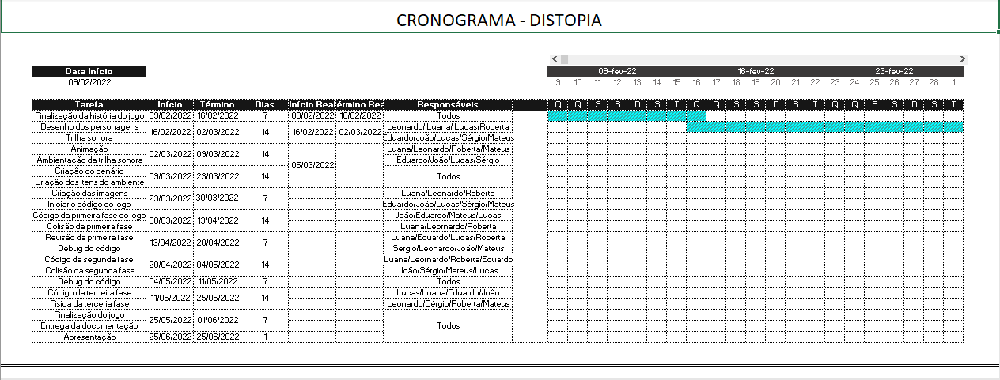 CRONOGRAMA - DISTOPIA
Data Início
09/02/2022
09-fev-22 16-fev-22 23-fev-22
9 10 11 12 13 14 15 16 17 18 19 20 21 22 23 24 25 26 27 28 1
Tarefa Início Término Dias Início Real Término Rea Responsáveis Q Q S S D S T Q Q S S D S T Q Q S S D S T
Finalização da história do jogo 09/02/2022 16/02/2022 7 09/02/2022 16/02/2022 Todos
Desenho dos personagens 16/02/2022 02/03/2022 14 16/02/2022 02/03/2022 Leonardo/ Luana/ Lucas/Roberta
Trilha sonora Eduardo/João/Lucas/Sérgio/Mateus
Animação 02/03/2022 09/03/2022 14 05/03/2022 Luana/Leonardo/Roberta/Mateus
Ambientação da trilha sonora Eduardo/João/Lucas/Sérgio
Criação do cenário 09/03/2022 23/03/2022 14 Todos
Criação dos itens do ambiente
Criação das imagens 23/03/2022 30/03/2022 7 Luana/Leonardo/Roberta
Iniciar o código do jogo Eduardo/João/Lucas/Sérgio/Mateus
Código da primeira fase do jogo 30/03/2022 13/04/2022 14 João/Eduardo/Mateus/Lucas
Colisão da primeira fase Luana/Leornardo/Roberta
Revisão da primeira fase 13/04/2022 20/04/2022 7 Luana/Eduardo/Lucas/Roberta
Debug do código Sergio/Leonardo/João/Mateus
Código da segunda fase 20/04/2022 04/05/2022 14 Luana/Leornardo/Roberta/Eduardo
Colisão da segunda fase João/Sérgio/Mateus/Lucas
Debug do código 04/05/2022 11/05/2022 7 Todos
Código da terceira fase 11/05/2022 25/05/2022 14 Lucas/Luana/Eduardo/João
Fisica da terceria fase Leonardo/Sérgio/Roberta/Mateus
Finalização do jogo 25/05/2022 01/06/2022 7 Todos
Entrega da documentação
Apresentação 25/06/2022 25/06/2022 1